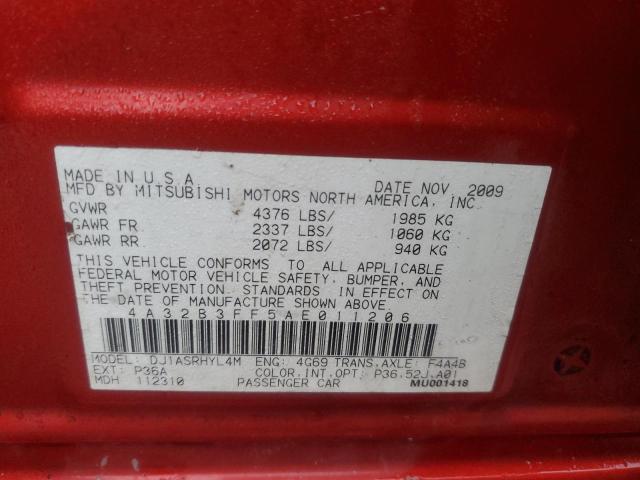 MADE IN U.S.A. DATE NOV. 2009
MFD BY MITSUBISHI MOTORS NORTH AMERICA, INC
GVWR 4376 LBS/ 1985 KG
GAWR FR 2337 LBS/ 1060 KG
GAWR RR 2072 LBS/ 940 KG
THIS VEHICLE CONFORMS TO ALL APPLICABLE
FEDERAL MOTOR VEHICLE SAFETY, BUMPER, AND
THEFT PREVENTION STANDARDS IN EFFECT ON
THE DATE OF MANUFACTURE SHOWN ABOVE.
4A32B3FF5AE011206
MODEL: DJ1ASRHYL4M ENG: 4G69 TRANS.AXLE: F4A4B
EXT: P36A COLOR,INT,OPT: P36,52J,A01
MDH 112310 PASSENGER CAR MU001418